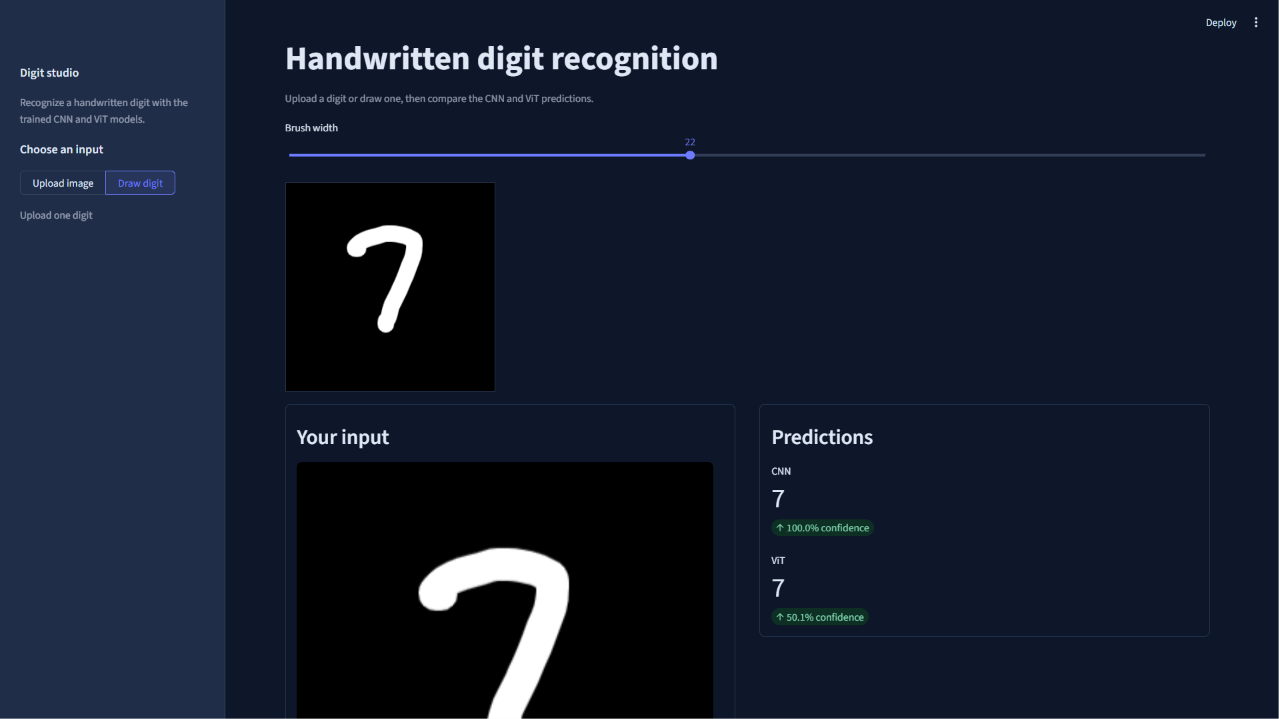 Deploy
Digit studio
Recognize a handwritten digit with the
trained CNN and ViT models.
Choose an input
Upload image
Draw digit
Upload one digit
Handwritten digit recognition
Upload a digit or draw one, then compare the CNN and ViT predictions.
Brush width
22
7
Your input
7
Predictions
CNN
7
↑ 100.0% confidence
ViT
7
↑ 50.1% confidence